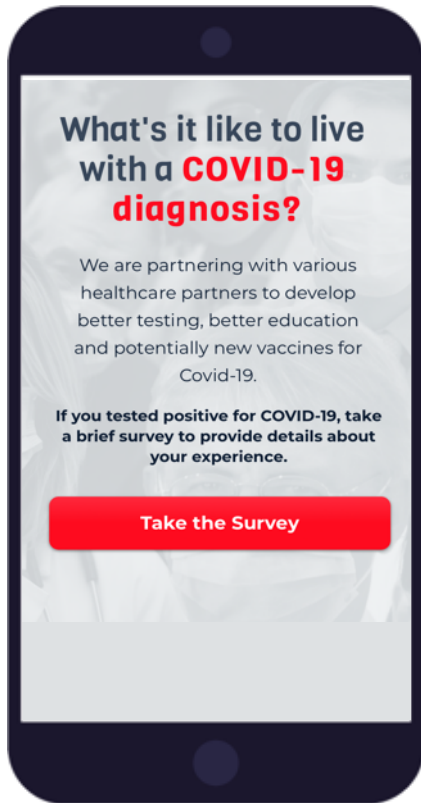 What's it like to live
with a COVID-19
diagnosis?
We are partnering with various
healthcare partners to develop
better testing, better education
and potentially new vaccines for
Covid-19.
If you tested positive for COVID-19, take
a brief survey to provide details about
your experience.
Take the Survey